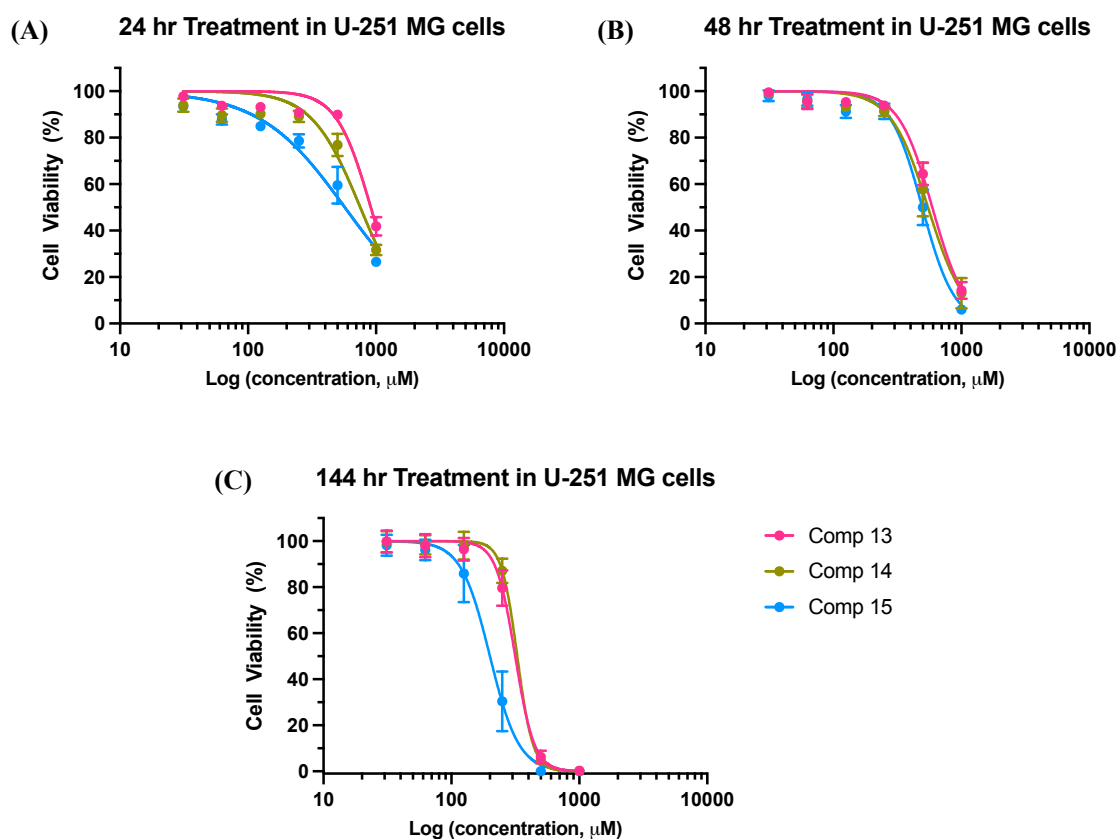 (A) 24 hr Treatment in U-251 MG cells
Cell Viability (%)
100
80
60
40
20
0
10 100 1000 10000
Log (concentration, μM)
(B) 48 hr Treatment in U-251 MG cells
Cell Viability (%)
100
80
60
40
20
0
10 100 1000 10000
Log (concentration, μM)
(C) 144 hr Treatment in U-251 MG cells
Cell Viability (%)
100
80
60
40
20
0
10 100 1000 10000
Log (concentration, μM)
Comp 13
Comp 14
Comp 15